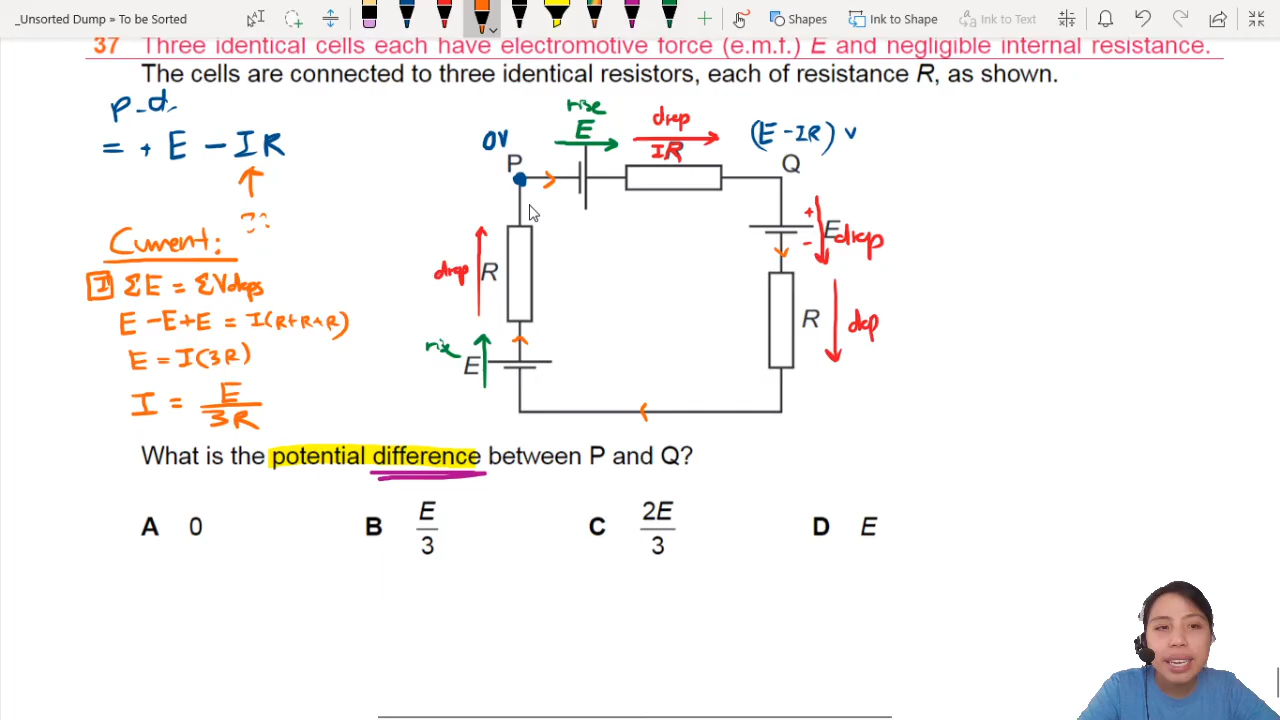 _Unsorted Dump » To be Sorted
Shapes
Ink to Shape
Ink to Text
37 Three identical cells each have electromotive force (e.m.f.) E and negligible internal resistance.
The cells are connected to three identical resistors, each of resistance R, as shown.
p.d.
= + E - IR
??
Current:
I ΣE = ΣVdrops
E - E + E = I(R+R+R)
E = I(3R)
I = E/3R
rise
E
drop
IR
0V
P
(E - IR) V
Q
+
-
E
drop
R
drop
drop
R
rise
E
What is the potential difference between P and Q?
A 0
B E/3
C 2E/3
D E